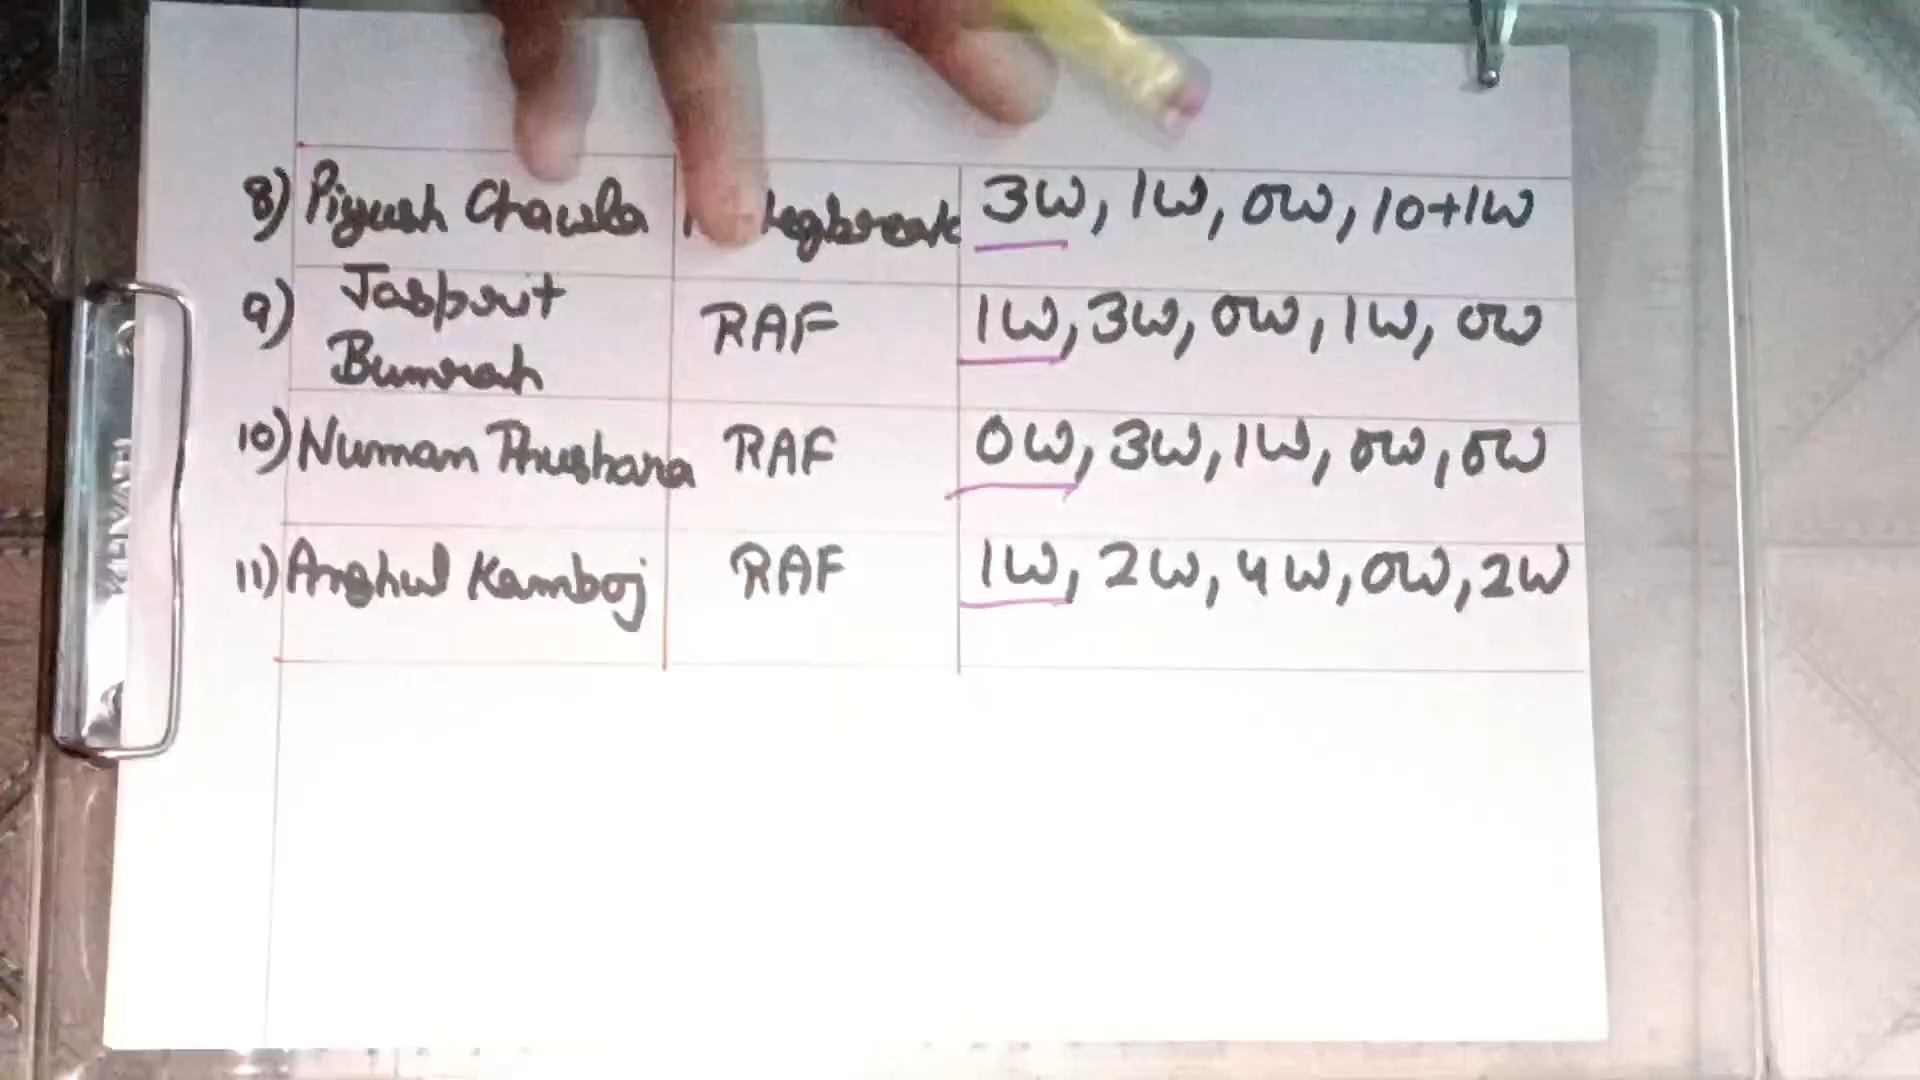 8) Piyush Chawla legbreak 3W, 1W, 0W, 10+1W
9) Jasprit Bumrah RAF 1W, 3W, 0W, 1W, 0W
10) Numan Thushara RAF 0W, 3W, 1W, 0W, 0W
11) Anshul Kamboj RAF 1W, 2W, 4W, 0W, 2W